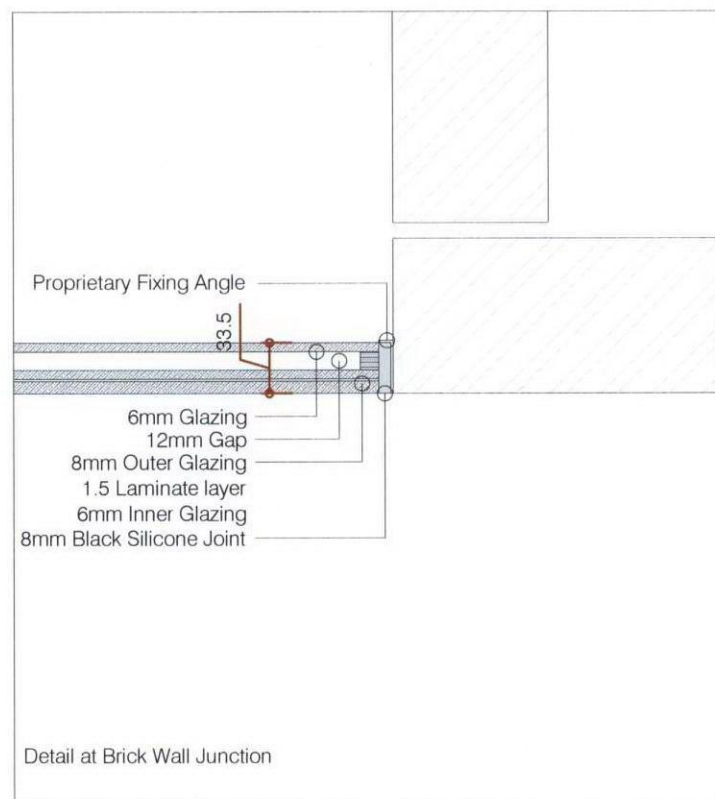 Proprietary Fixing Angle
33.5
6mm Glazing
12mm Gap
8mm Outer Glazing
1.5 Laminate layer
6mm Inner Glazing
8mm Black Silicone Joint
Detail at Brick Wall Junction